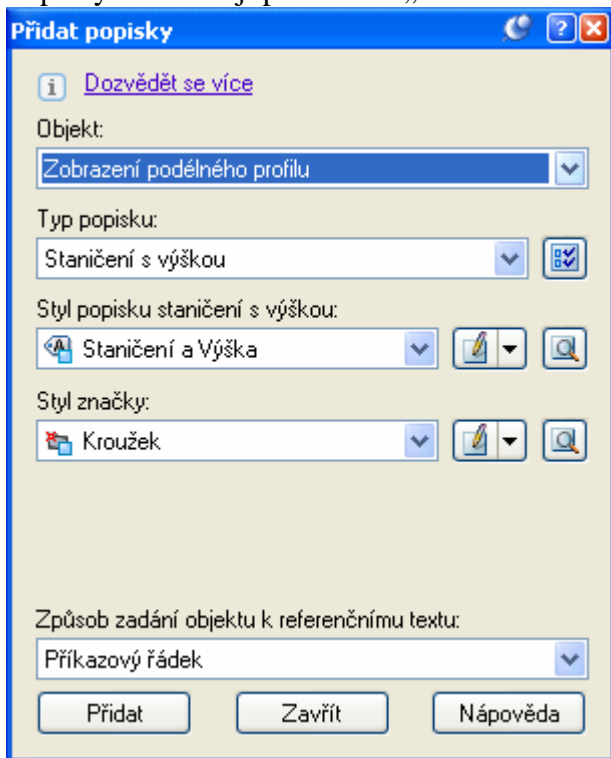 Přidat popisky
Dozvědět se více
Objekt:
Zobrazení podélného profilu
Typ popisku:
Staničení s výškou
Styl popisku staničení s výškou:
Staničení a Výška
Styl značky:
Kroužek
Způsob zadání objektu k referenčnímu textu:
Příkazový řádek
Přidat Zavřít Nápověda